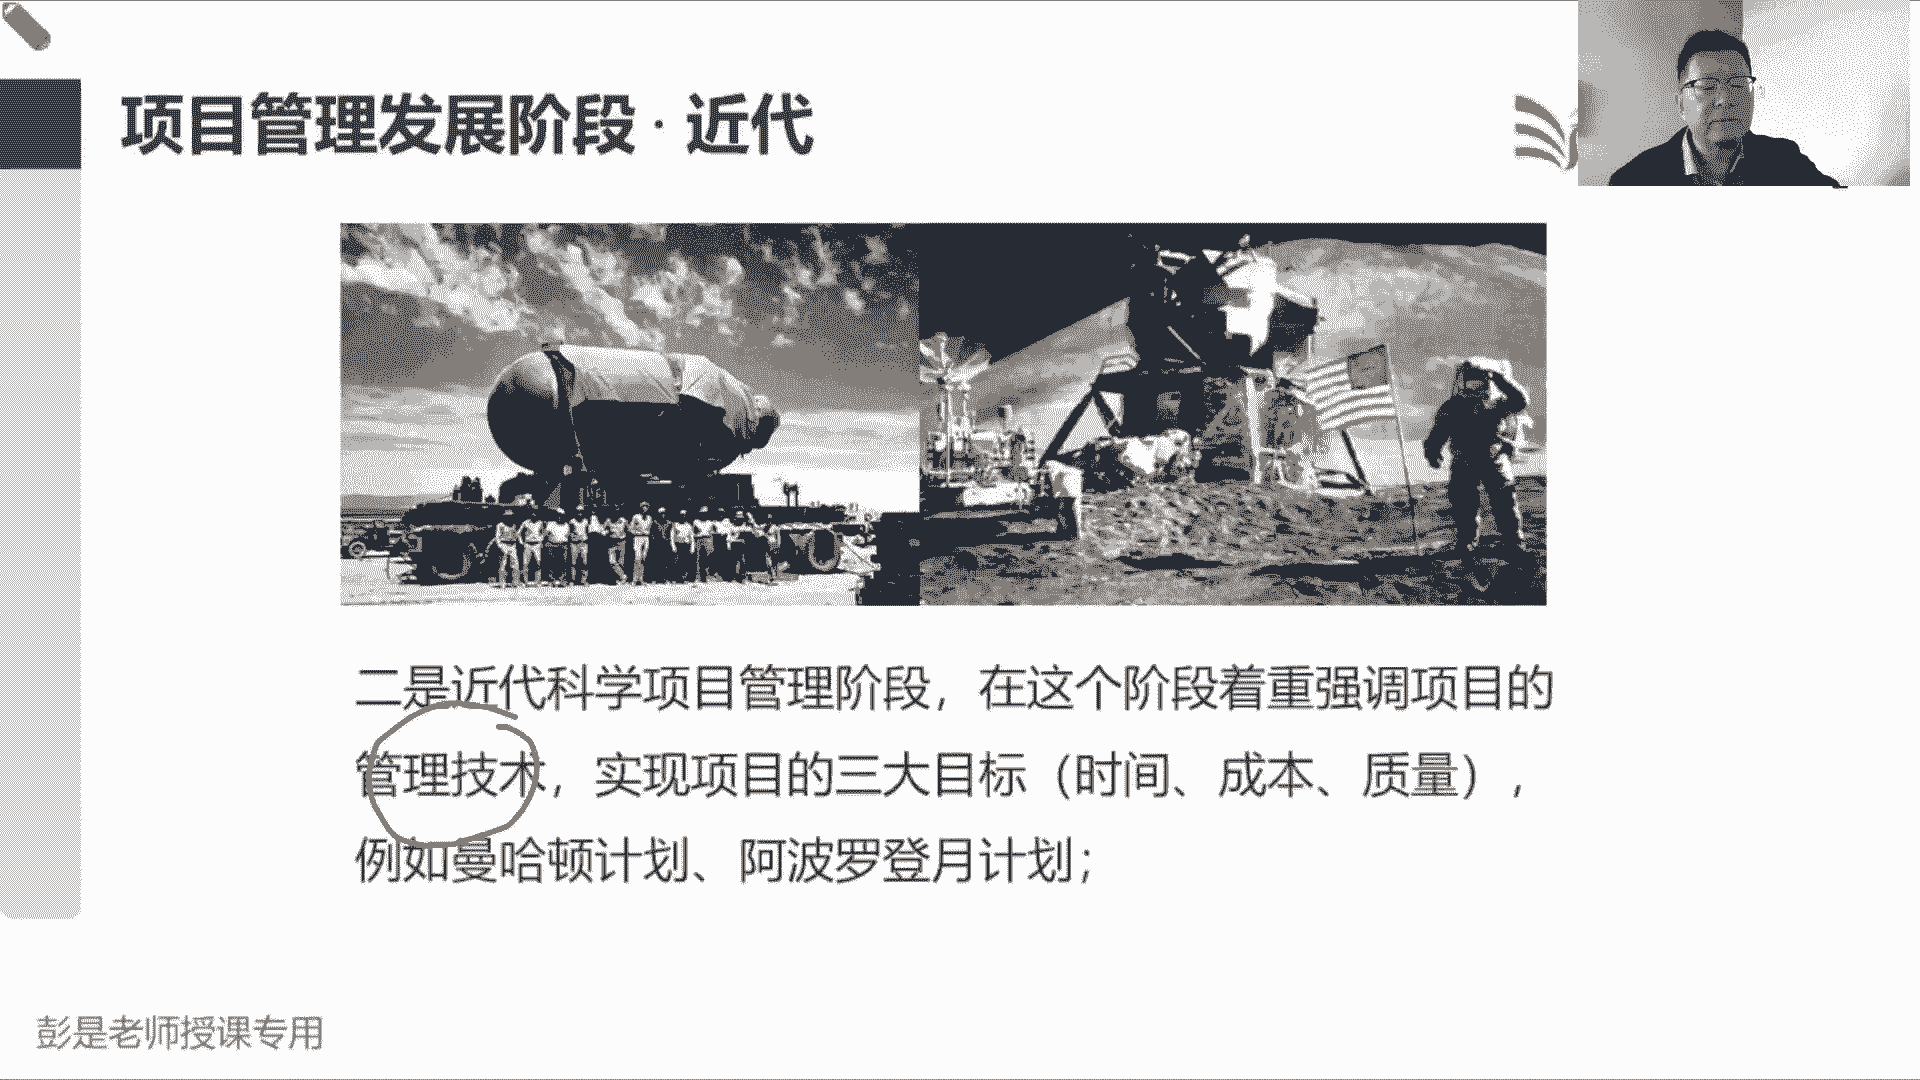 项目管理发展阶段·近代
二是近代科学项目管理阶段，在这个阶段着重强调项目的
管理技术，实现项目的三大目标（时间、成本、质量），
例如曼哈顿计划、阿波罗登月计划；
彭是老师授课专用